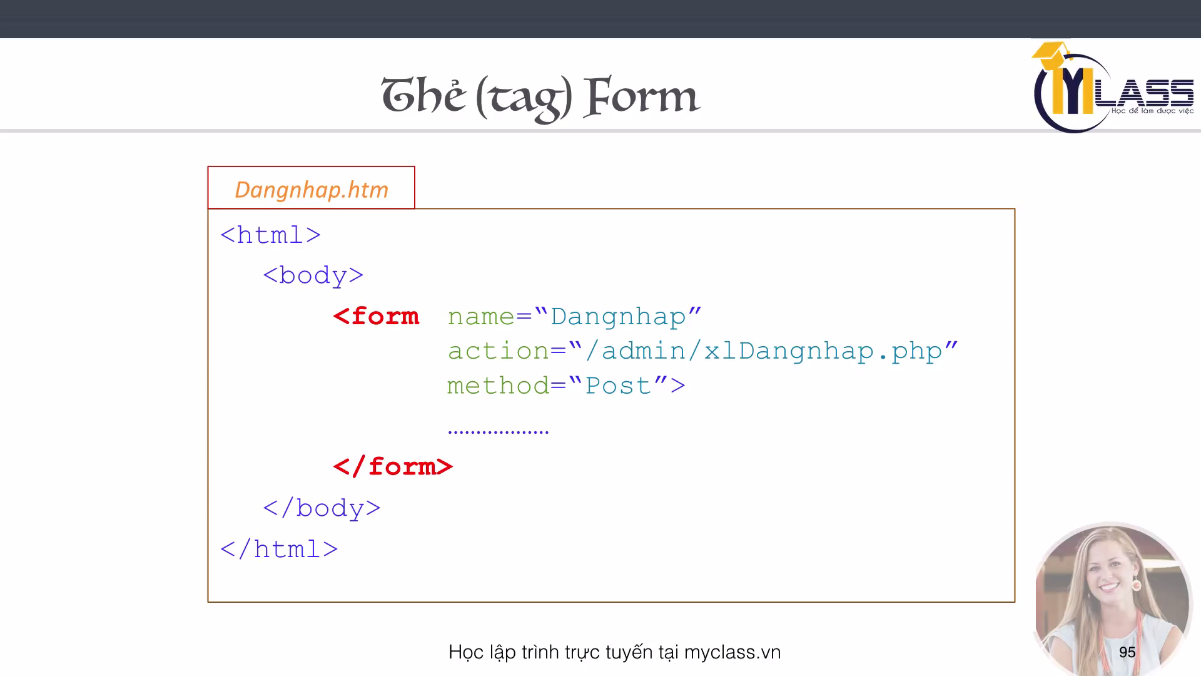 Thẻ (tag) Form
MYCLASS
Học để làm được việc
Dangnhap.htm
<html>
<body>
<form name=“Dangnhap”
action=“/admin/xlDangnhap.php”
method=“Post”>
………………
</form>
</body>
</html>
Học lập trình trực tuyến tại myclass.vn
95